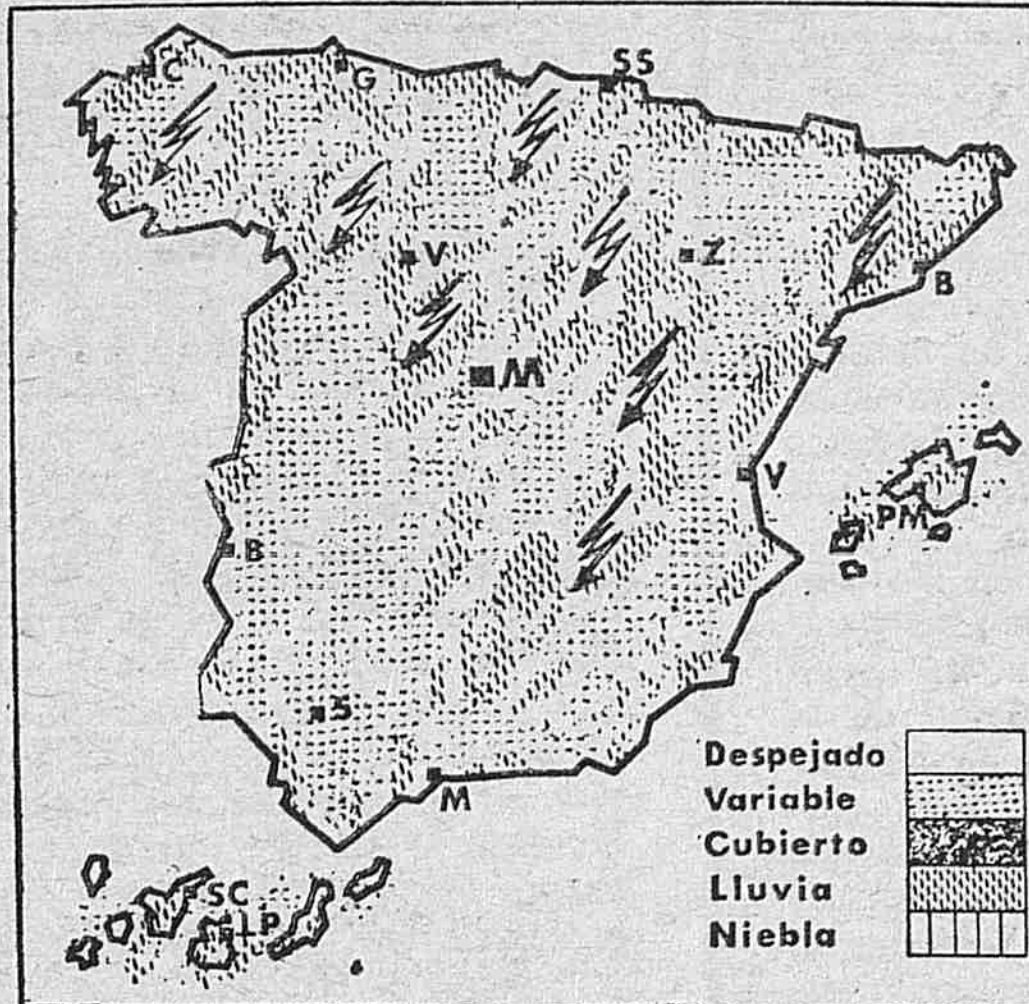 C
G
SS
V
Z
B
M
V
PM
B
S
M
SC
LP
Despejado
Variable
Cubierto
Lluvia
Niebla